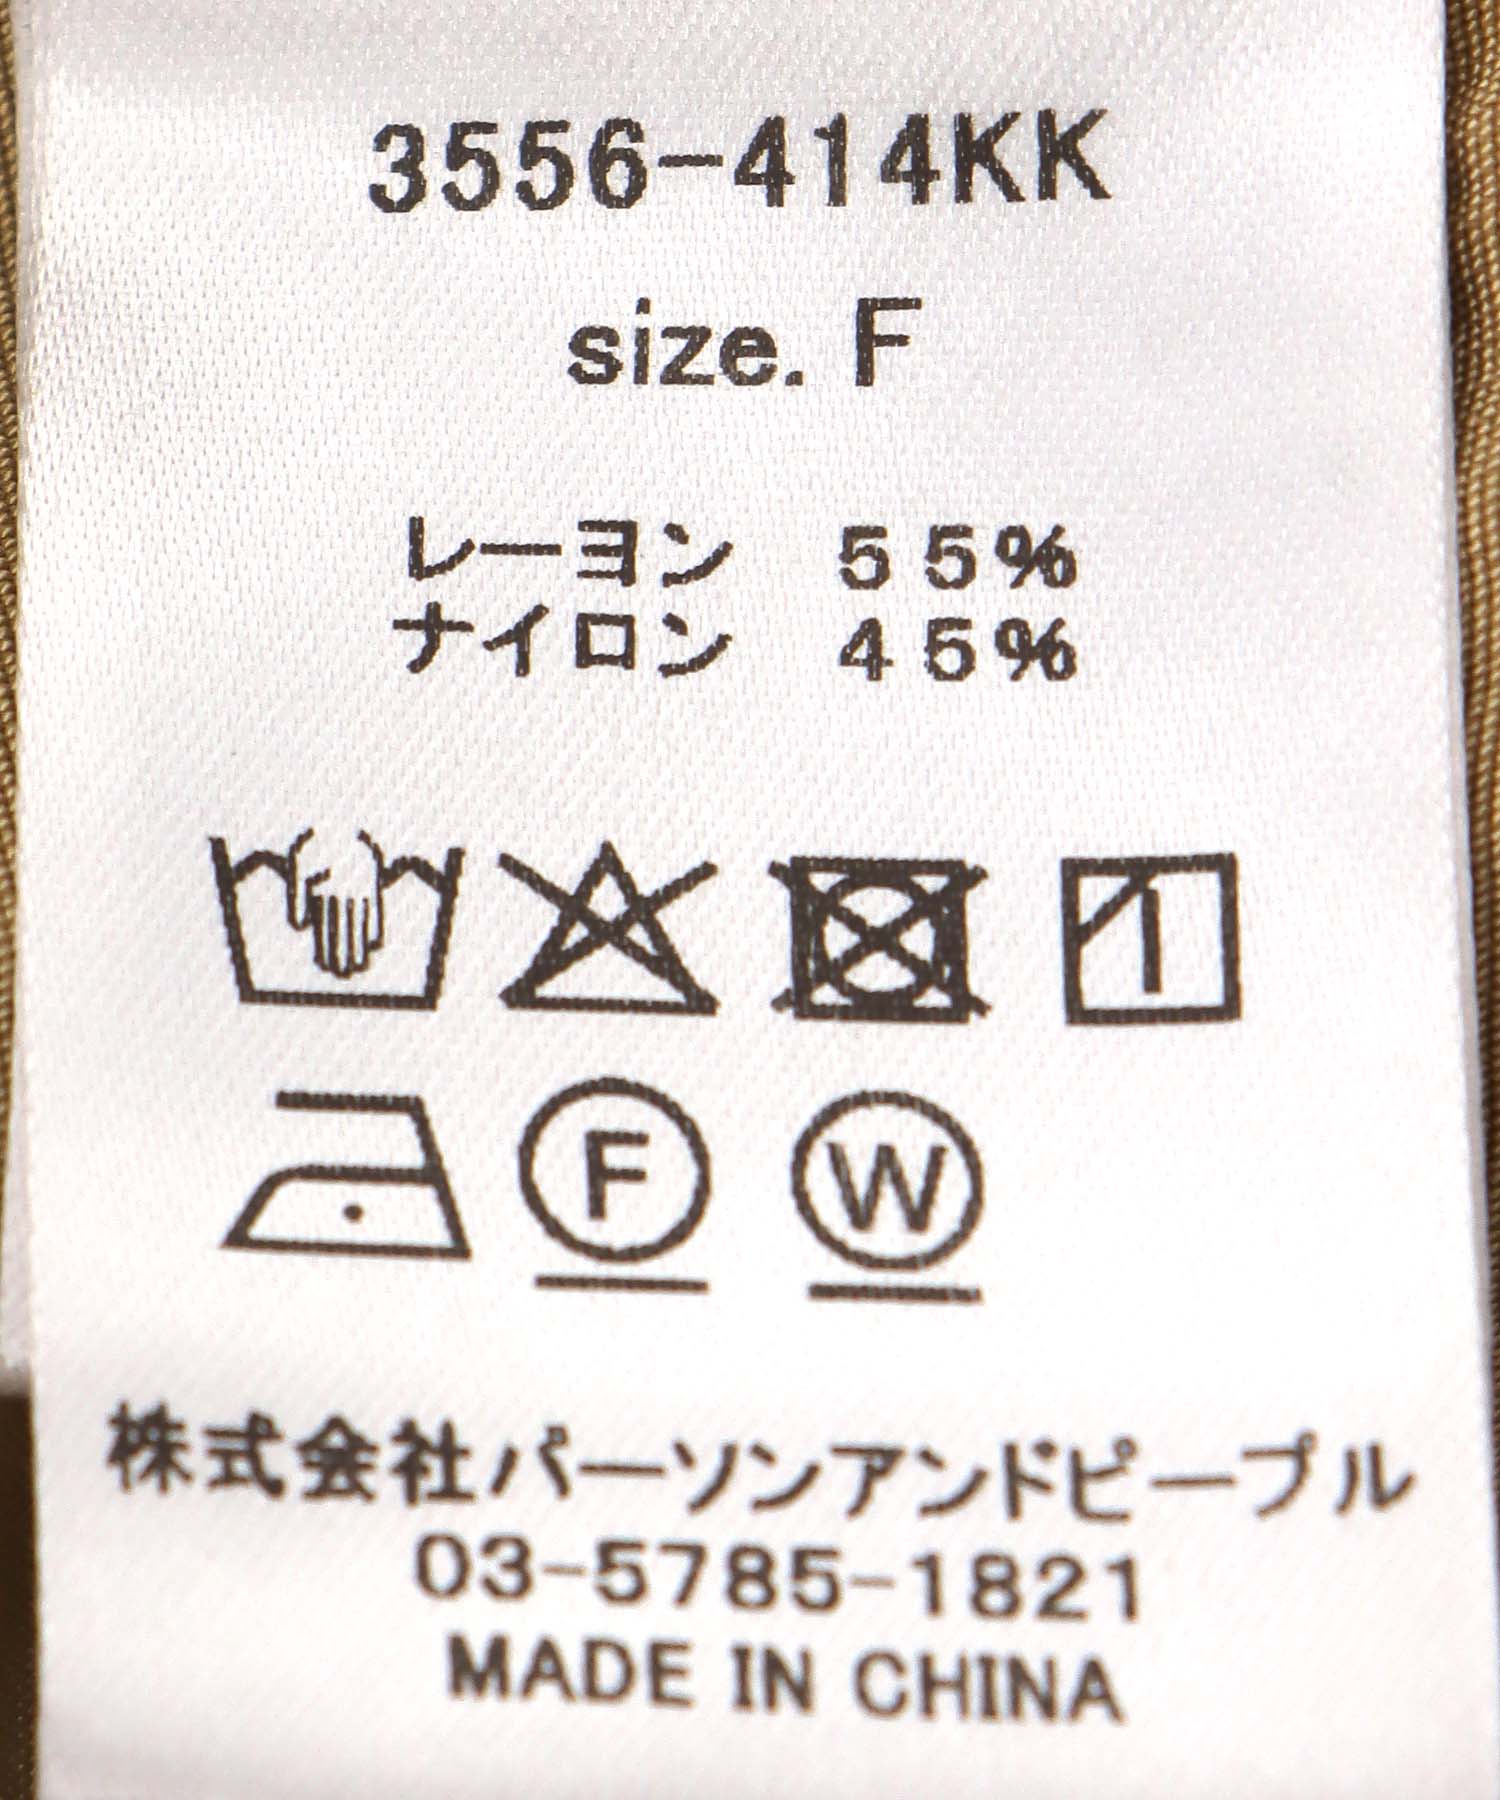 3556-414KK
size. F
レーヨン　５５%
ナイロン　４５%
F W
株式会社パーソンアンドピープル
03-5785-1821
MADE IN CHINA